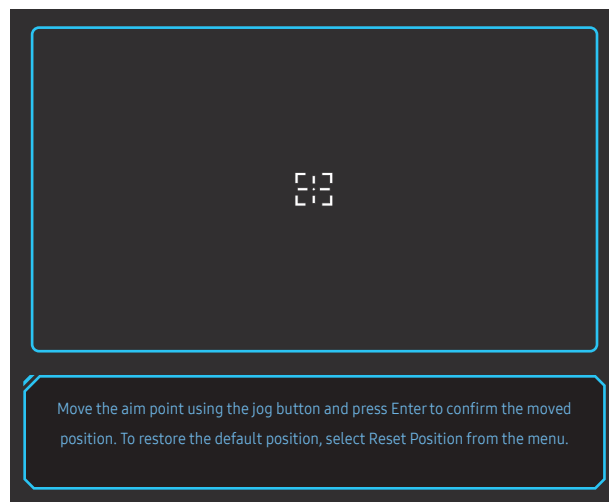 Move the aim point using the jog button and press Enter to confirm the moved
position. To restore the default position, select Reset Position from the menu.